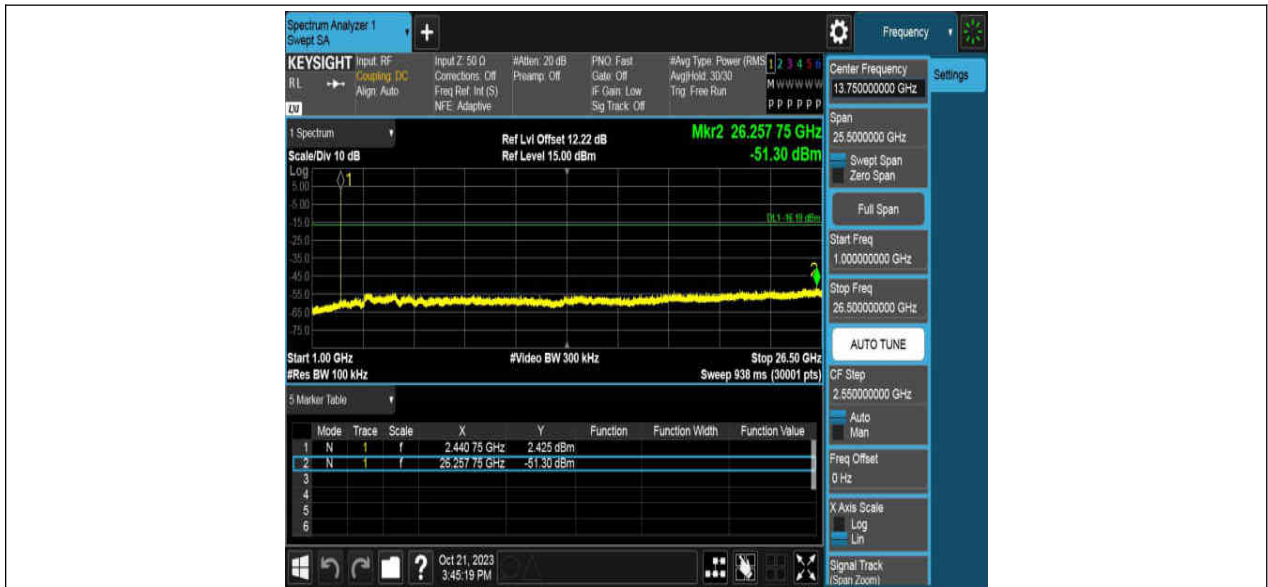 Spectrum Analyzer 1
Swept SA
+
Frequency
KEYSIGHT
Input: RF
Coupling: DC
Align: Auto
Input Z: 50 Ω
Corrections: Off
Freq Ref: Int (S)
NFE: Adaptive
#Atten: 20 dB
Preamp: Off
PNO: Fast
Gate: Off
IF Gain: Low
Sig Track: Off
#Avg Type: Power (RMS
Avg|Hold: 30/30
Trig: Free Run
1 2 3 4 5 6
M W W W W W
P P P P P P
RL
LXI
Center Frequency
13.750000000 GHz
Settings
1 Spectrum
Scale/Div 10 dB
Ref Lvl Offset 12.22 dB
Ref Level 15.00 dBm
Mkr2 26.257 75 GHz
-51.30 dBm
Span
25.5000000 GHz
Swept Span
Zero Span
Log
1
5.00
-5.00
-15.0
DL1 -16.19 dBm
-25.0
-35.0
-45.0
2
-55.0
-65.0
-75.0
Full Span
Start Freq
1.000000000 GHz
Stop Freq
26.500000000 GHz
AUTO TUNE
Start 1.00 GHz
#Video BW 300 kHz
Stop 26.50 GHz
#Res BW 100 kHz
Sweep 938 ms (30001 pts)
CF Step
2.550000000 GHz
Auto
Man
5 Marker Table
Mode Trace Scale X Y Function Function Width Function Value
1 N 1 f 2.440 75 GHz 2.425 dBm
2 N 1 f 26.257 75 GHz -51.30 dBm
3
4
5
6
Freq Offset
0 Hz
X Axis Scale
Log
Lin
Signal Track
(Span Zoom)
?
Oct 21, 2023
3:45:19 PM